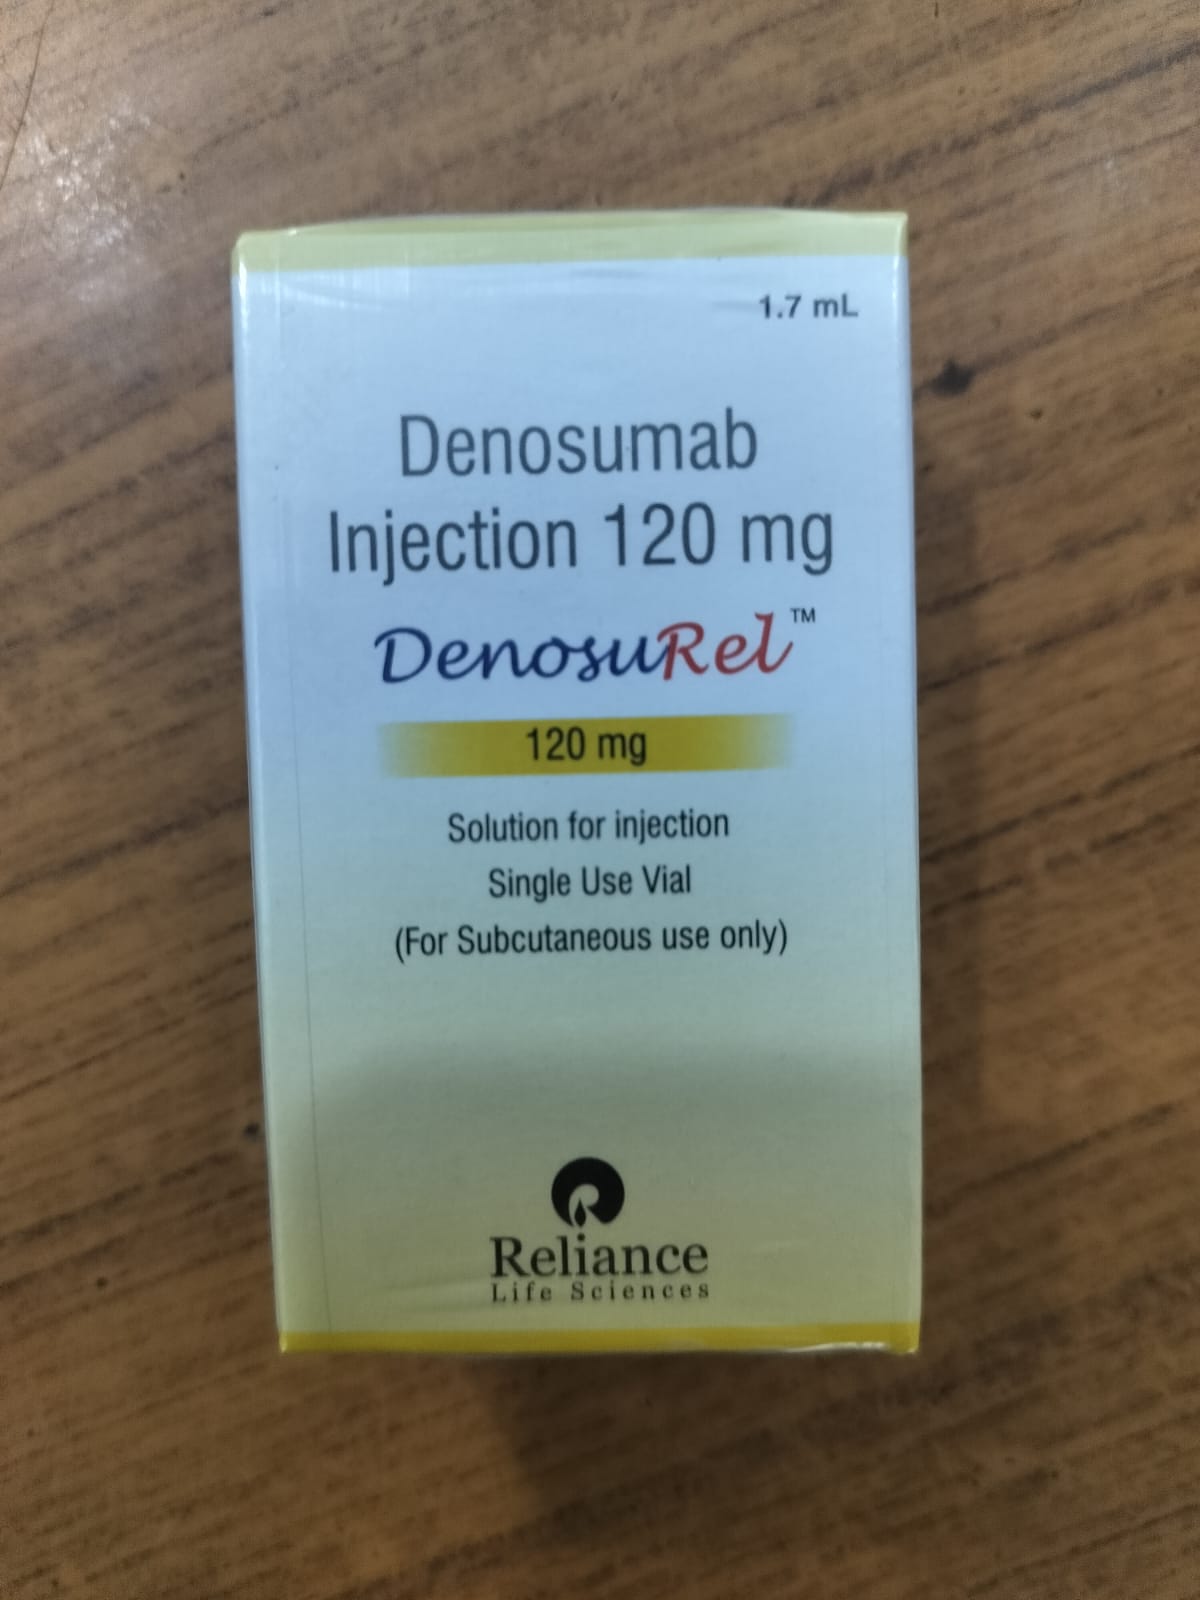 1.7 mL
Denosumab
Injection 120 mg
DenosuRel™
120 mg
Solution for injection
Single Use Vial
(For Subcutaneous use only)
Reliance
Life Sciences